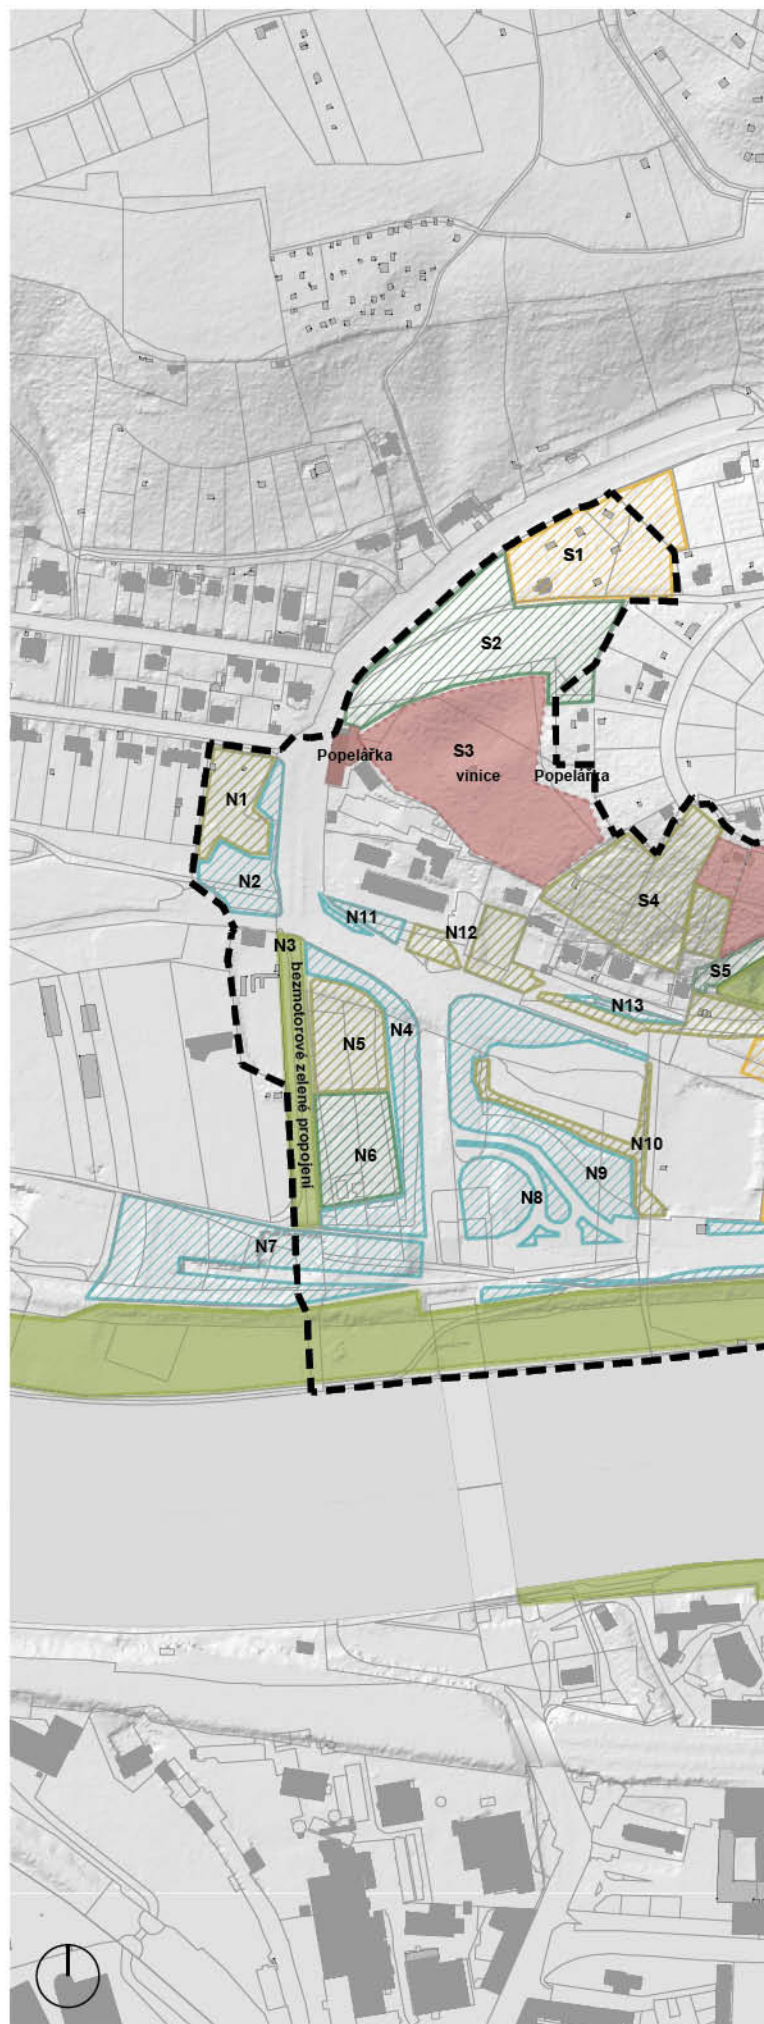 S1
S2
S3
Popelářka
vinice
Popelářka
N1
N2
S4
N11
N12
N3
S5
N13
bezmotorové zelené propojení
N4
N5
N6
N10
N9
N8
N7